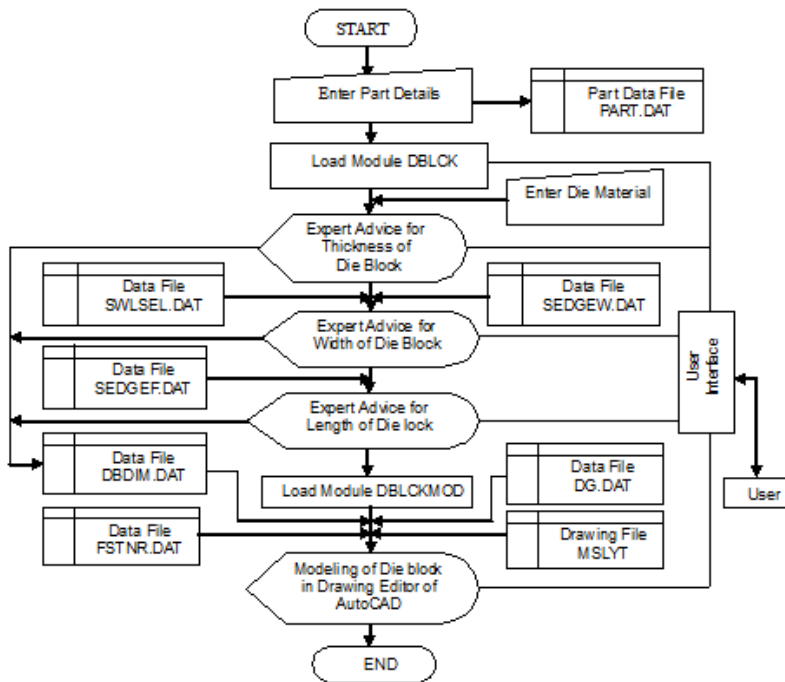 START
Enter Part Details
Part Data File
PART.DAT
Load Module DBLCK
Enter Die Material
Expert Advice for
Thickness of
Die Block
Data File
SWLSEL.DAT
Data File
SEDGEW.DAT
Expert Advice for
Width of Die Block
User
Interface
Data File
SEDGEF.DAT
Expert Advice for
Length of Die lock
Data File
DBDIM.DAT
Load Module DBLCKMOD
Data File
DG.DAT
User
Data File
FSTNR.DAT
Drawing File
MSLYT
Modeling of Die block
in Drawing Editor of
AutoCAD
END